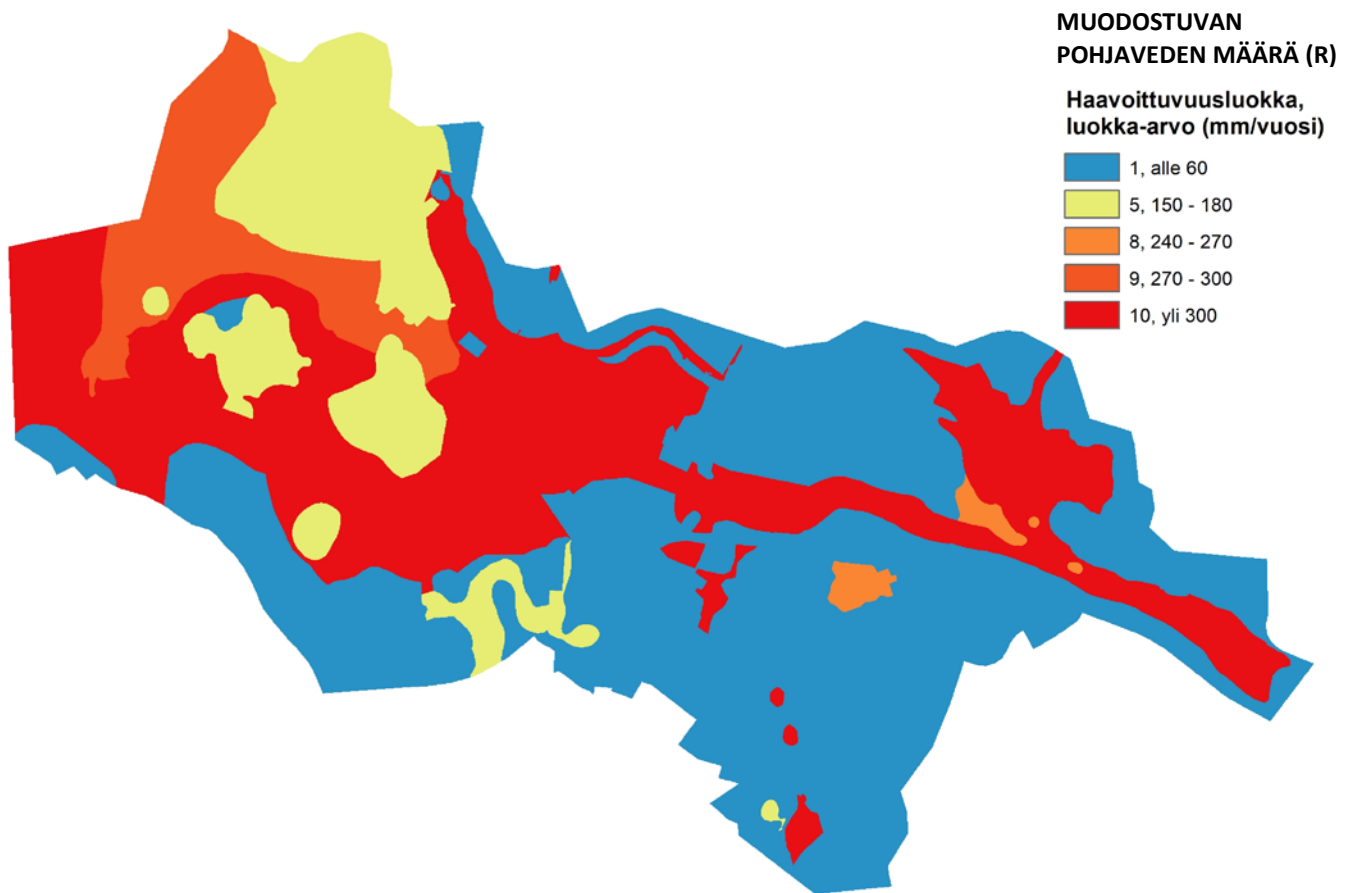 MUODOSTUVAN
POHJAVEDEN MÄÄRÄ (R)
Haavoittuvuusluokka,
luokka-arvo (mm/vuosi)
1, alle 60
5, 150 - 180
8, 240 - 270
9, 270 - 300
10, yli 300